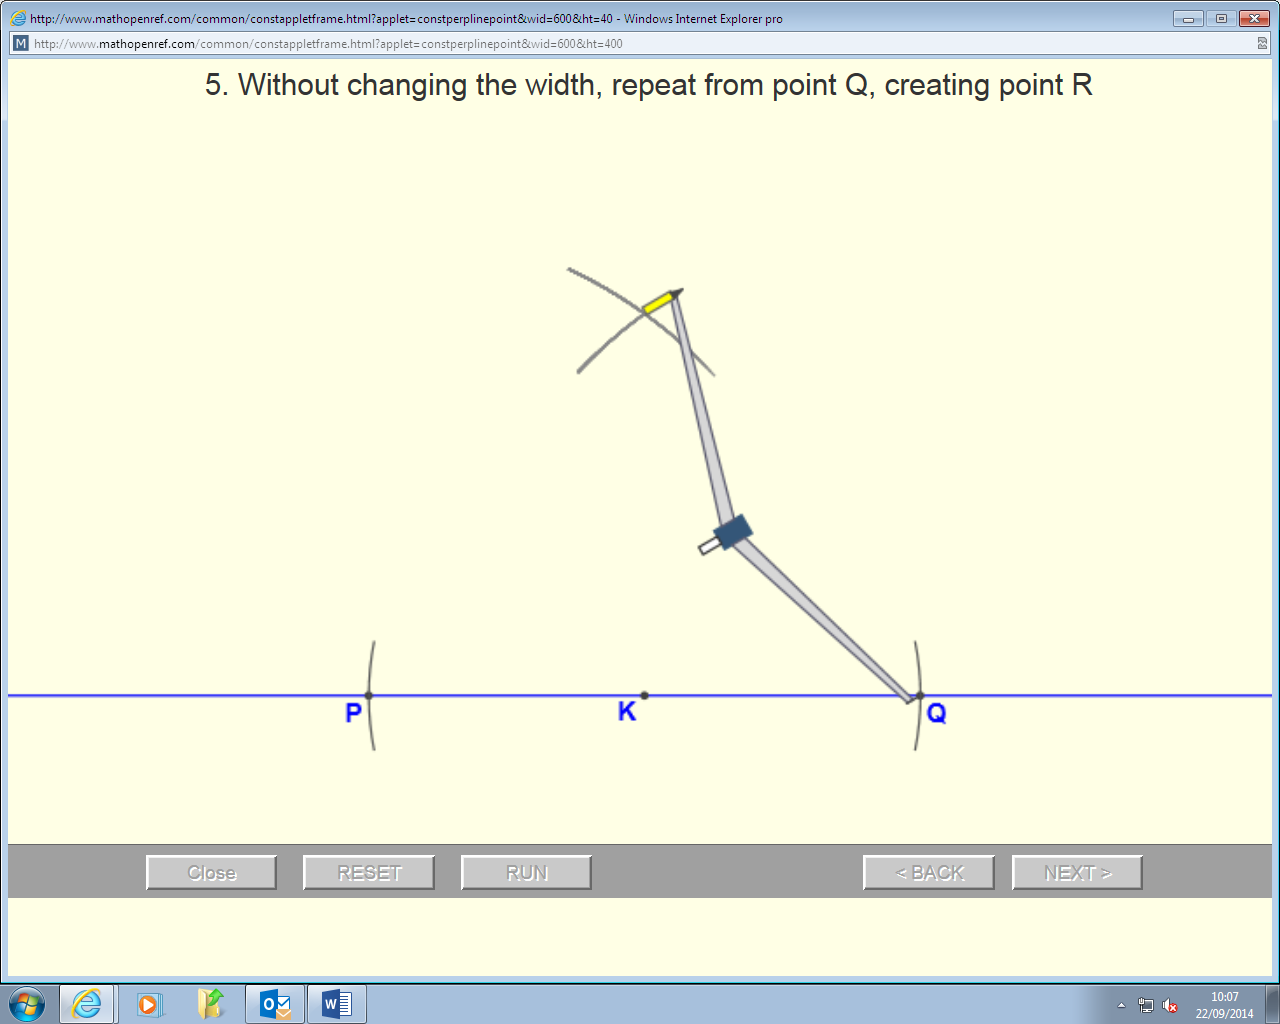 http://www.mathopenref.com/common/constappletframe.html?applet=constperplinepoint&wid=600&ht=40 - Windows Internet Explorer pro
M http://www.mathopenref.com/common/constappletframe.html?applet=constperplinepoint&wid=600&ht=400
5. Without changing the width, repeat from point Q, creating point R
P K Q
Close RESET RUN < BACK NEXT >
10:07
22/09/2014